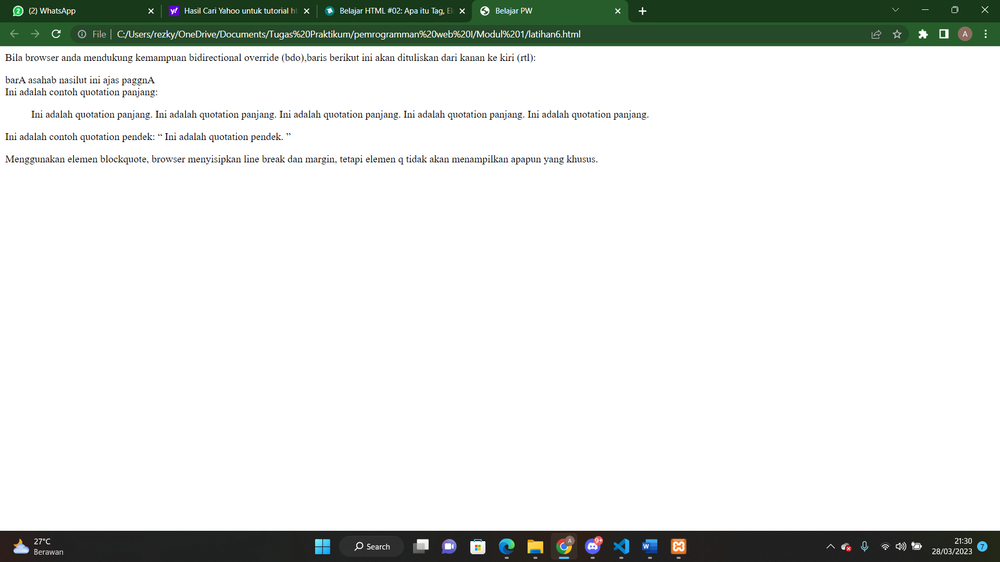 (2) WhatsApp
Hasil Cari Yahoo untuk tutorial ht
Belajar HTML #02: Apa itu Tag, El
Belajar PW
File
C:/Users/rezky/OneDrive/Documents/Tugas%20Praktikum/pemrogramman%20web%20I/Modul%201/latihan6.html
A
Bila browser anda mendukung kemampuan bidirectional override (bdo),baris berikut ini akan dituliskan dari kanan ke kiri (rtl):
barA asahab nasilut ini ajas paggnA
Ini adalah contoh quotation panjang:
Ini adalah quotation panjang. Ini adalah quotation panjang. Ini adalah quotation panjang. Ini adalah quotation panjang. Ini adalah quotation panjang.
Ini adalah contoh quotation pendek: “ Ini adalah quotation pendek. ”
Menggunakan elemen blockquote, browser menyisipkan line break dan margin, tetapi elemen q tidak akan menampilkan apapun yang khusus.
27°C
Berawan
Search
A
9+
21:30
28/03/2023
7